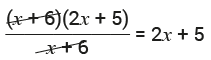 (x + 6)(2x + 5)
x + 6
= 2x + 5